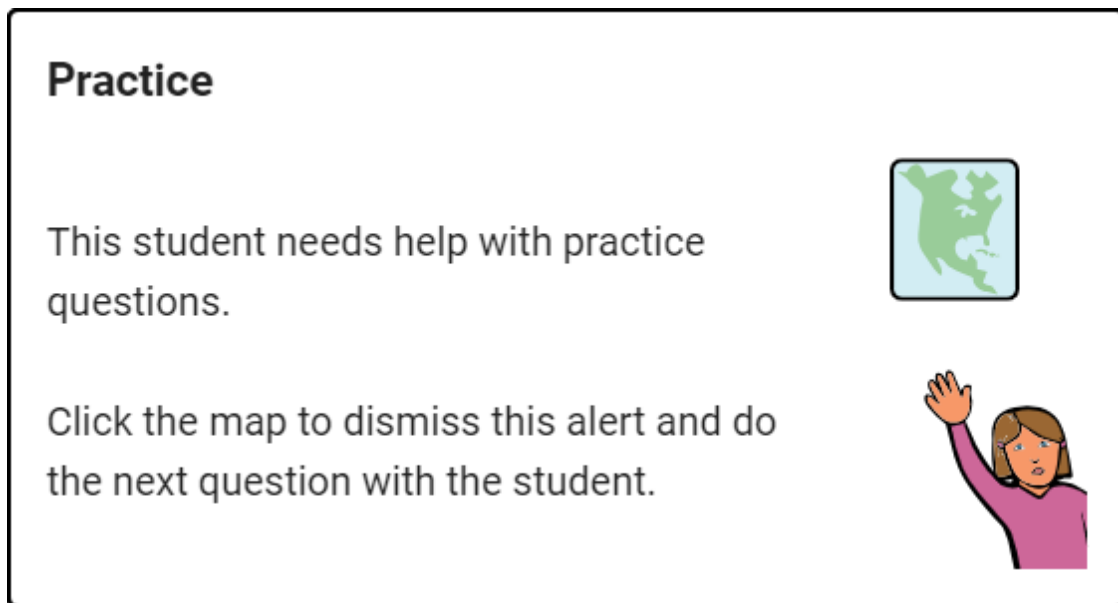 Practice
This student needs help with practice
questions.
Click the map to dismiss this alert and do
the next question with the student.